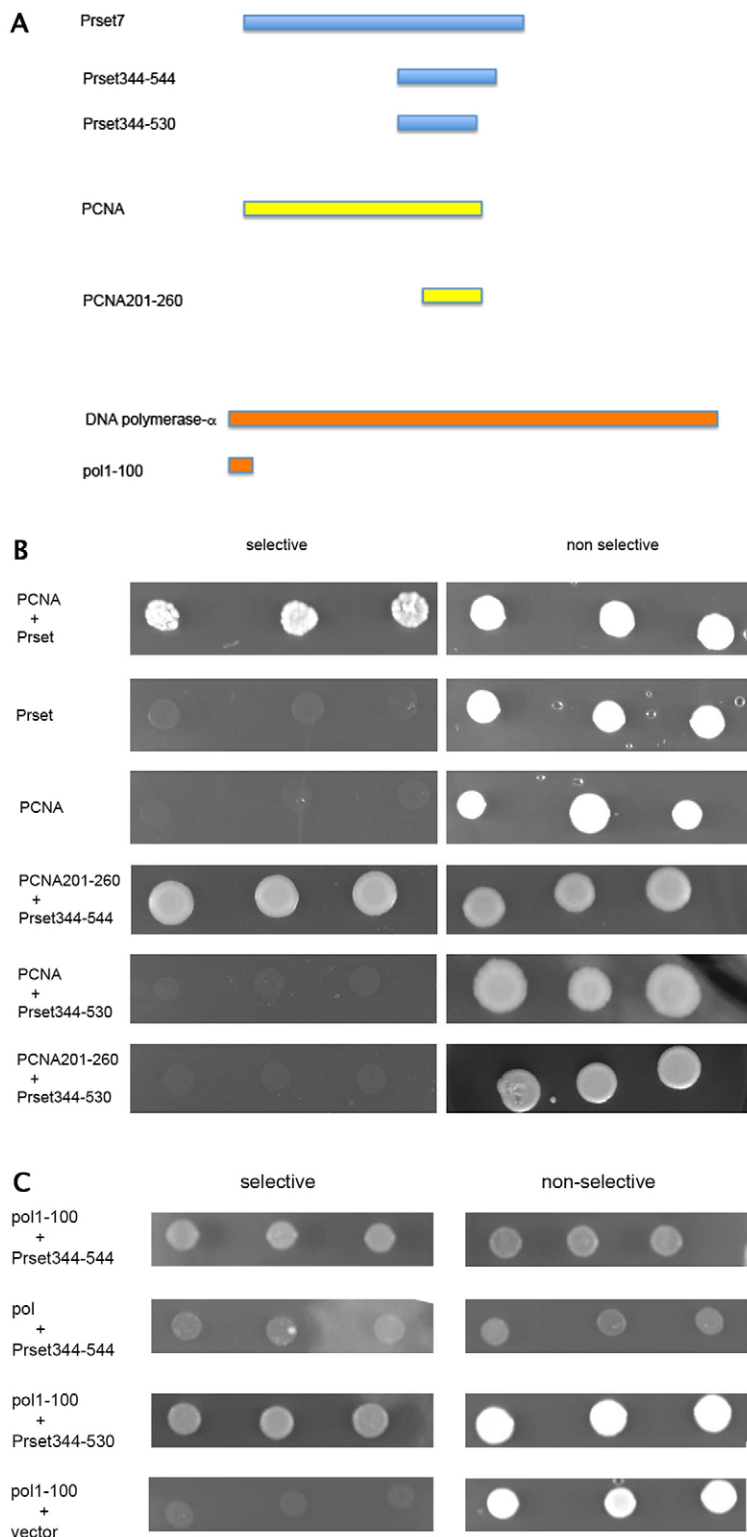 A
Prset7
Prset344-544
Prset344-530
PCNA
PCNA201-260
DNA polymerase-α
pol1-100
B
selective
non selective
PCNA
+
Prset
Prset
PCNA
PCNA201-260
+
Prset344-544
PCNA
+
Prset344-530
PCNA201-260
+
Prset344-530
C
selective
non-selective
pol1-100
+
Prset344-544
pol
+
Prset344-544
pol1-100
+
Prset344-530
pol1-100
+
vector